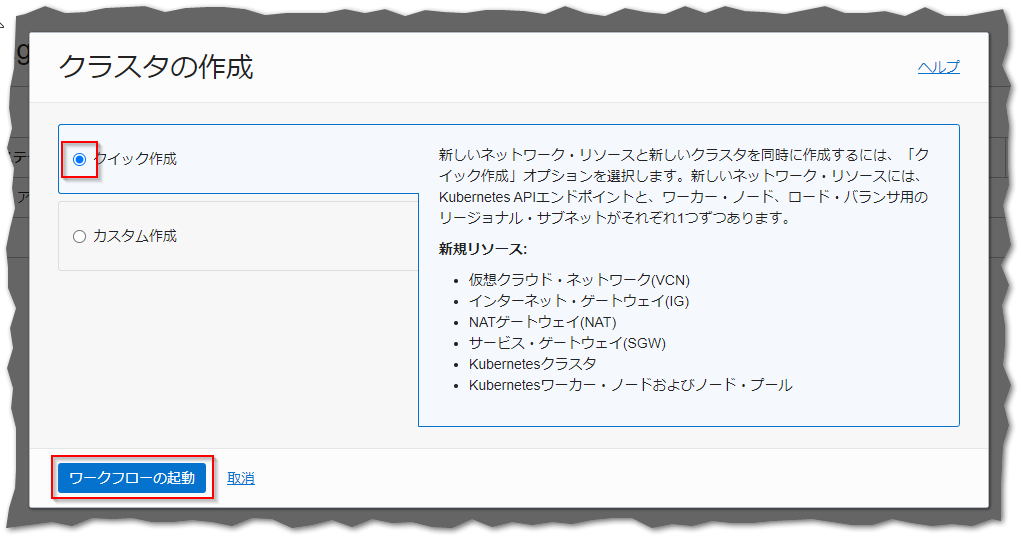 クラスタの作成
ヘルプ
クイック作成
新しいネットワーク・リソースと新しいクラスタを同時に作成するには、「ク
イック作成」オプションを選択します。新しいネットワーク・リソースには、
Kubernetes APIエンドポイントと、ワーカー・ノード、ロード・バランサ用の
リージョナル・サブネットがそれぞれ1つずつあります。
カスタム作成
新規リソース:
• 仮想クラウド・ネットワーク(VCN)
• インターネット・ゲートウェイ(IG)
• NATゲートウェイ(NAT)
• サービス・ゲートウェイ(SGW)
• Kubernetesクラスタ
• Kubernetesワーカー・ノードおよびノード・プール
ワークフローの起動
取消